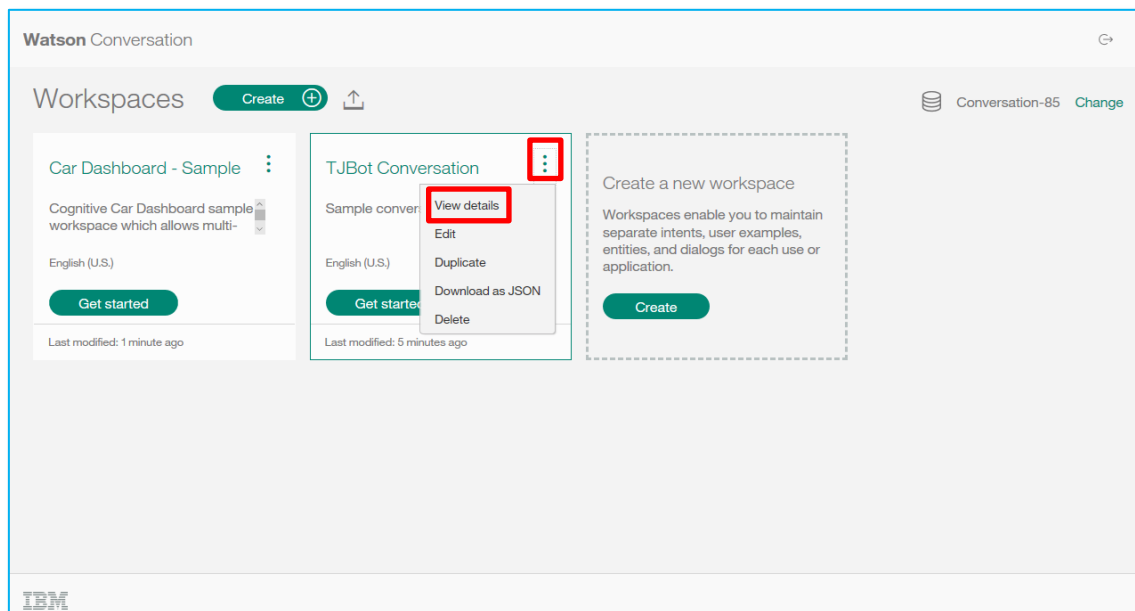 Watson Conversation
Workspaces
Create
Conversation-85 Change
Car Dashboard - Sample
Cognitive Car Dashboard sample
workspace which allows multi-
English (U.S.)
Get started
Last modified: 1 minute ago
TJBot Conversation
Sample conver
English (U.S.)
Get starte
Last modified: 5 minutes ago
View details
Edit
Duplicate
Download as JSON
Delete
Create a new workspace
Workspaces enable you to maintain
separate intents, user examples,
entities, and dialogs for each use or
application.
Create
IBM